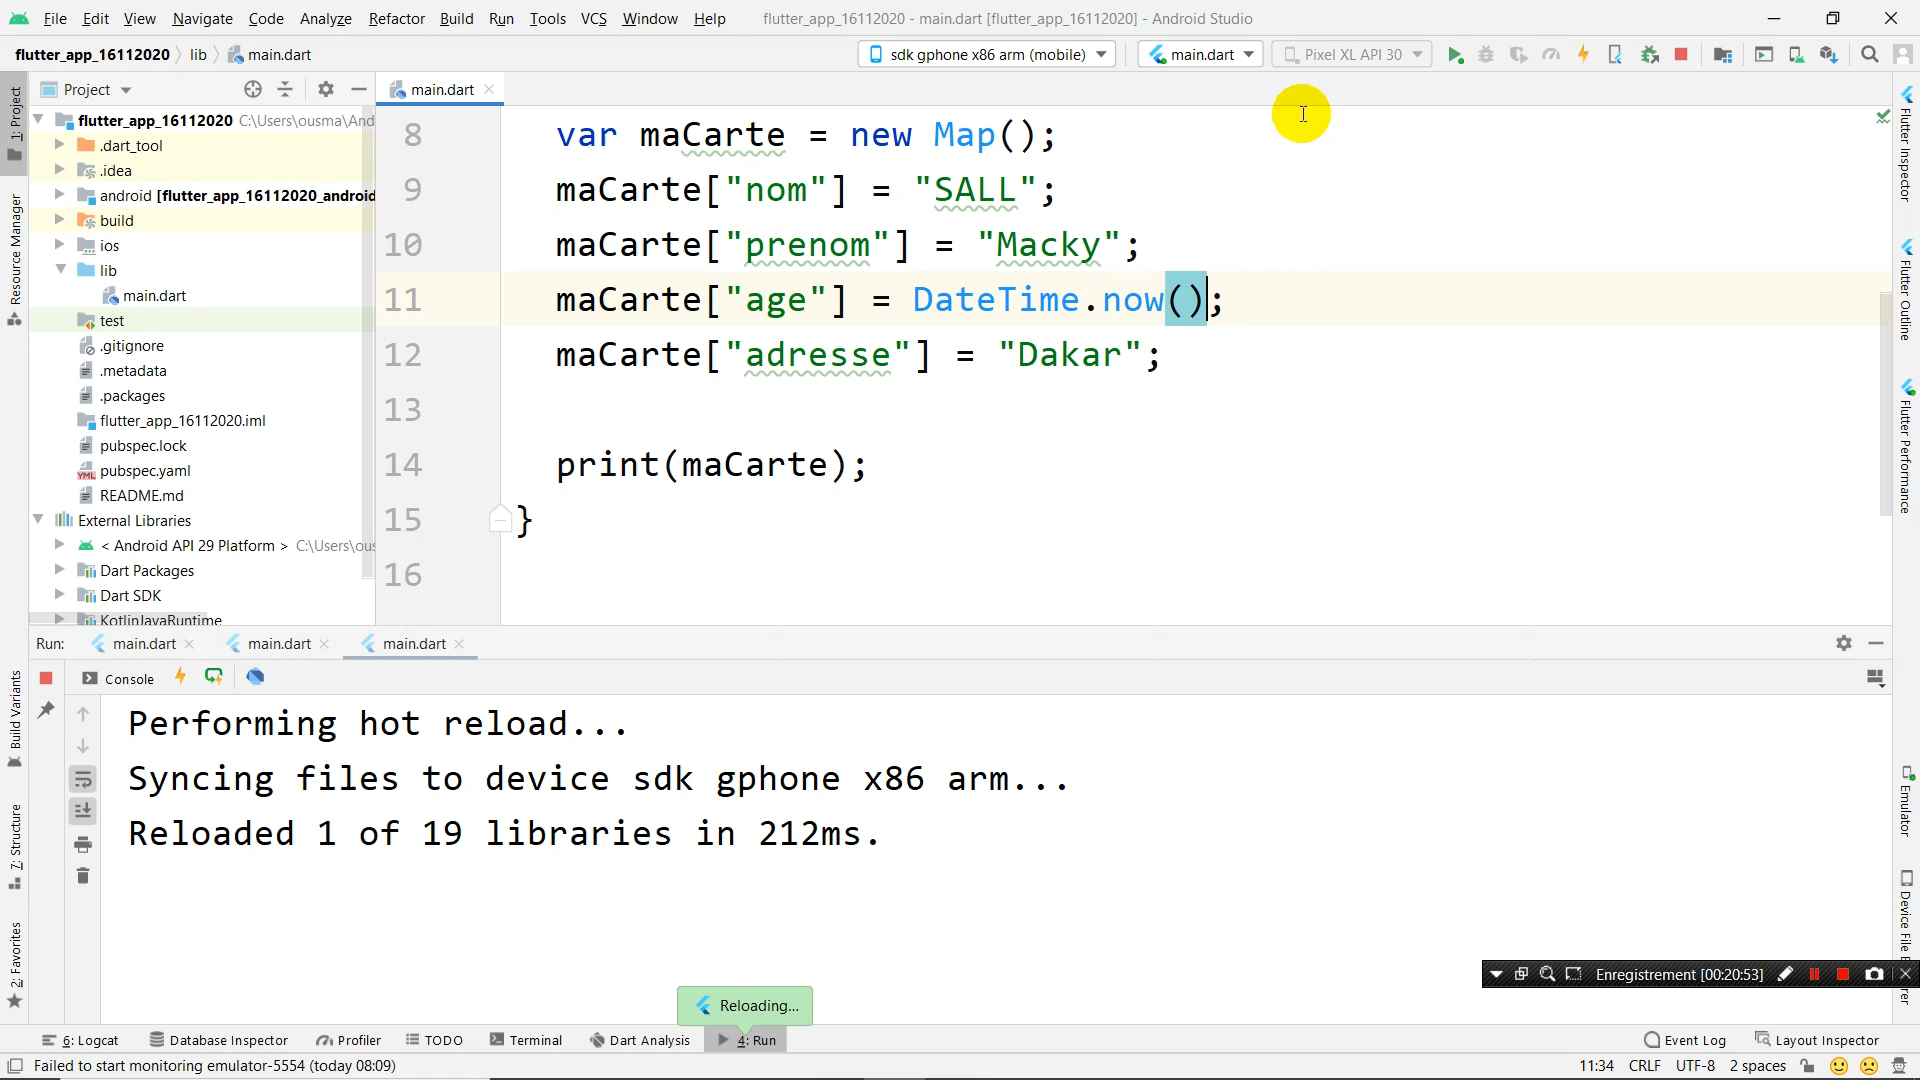 File Edit View Navigate Code Analyze Refactor Build Run Tools VCS Window Help flutter_app_16112020 - main.dart [flutter_app_16112020] - Android Studio
flutter_app_16112020 lib main.dart sdk gphone x86 arm (mobile) main.dart Pixel XL API 30
Project main.dart
flutter_app_16112020 C:\Users\ousma\And
.dart_tool
.idea
android [flutter_app_16112020_android
build
ios
lib
main.dart
test
.gitignore
.metadata
.packages
flutter_app_16112020.iml
pubspec.lock
pubspec.yaml
README.md
External Libraries
< Android API 29 Platform > C:\Users\ous
Dart Packages
Dart SDK
KotlinJavaRuntime
8 var maCarte = new Map();
9 maCarte["nom"] = "SALL";
10 maCarte["prenom"] = "Macky";
11 maCarte["age"] = DateTime.now();
12 maCarte["adresse"] = "Dakar";
13
14 print(maCarte);
15 }
16
Run: main.dart main.dart main.dart
Console
Performing hot reload...
Syncing files to device sdk gphone x86 arm...
Reloaded 1 of 19 libraries in 212ms.
Enregistrement [00:20:53]
Reloading...
6: Logcat Database Inspector Profiler TODO Terminal Dart Analysis 4: Run Event Log Layout Inspector
Failed to start monitoring emulator-5554 (today 08:09) 11:34 CRLF UTF-8 2 spaces
1: Project
Resource Manager
Build Variants
7: Structure
2: Favorites
Flutter Inspector
Flutter Outline
Flutter Performance
Emulator
Device File E
rer